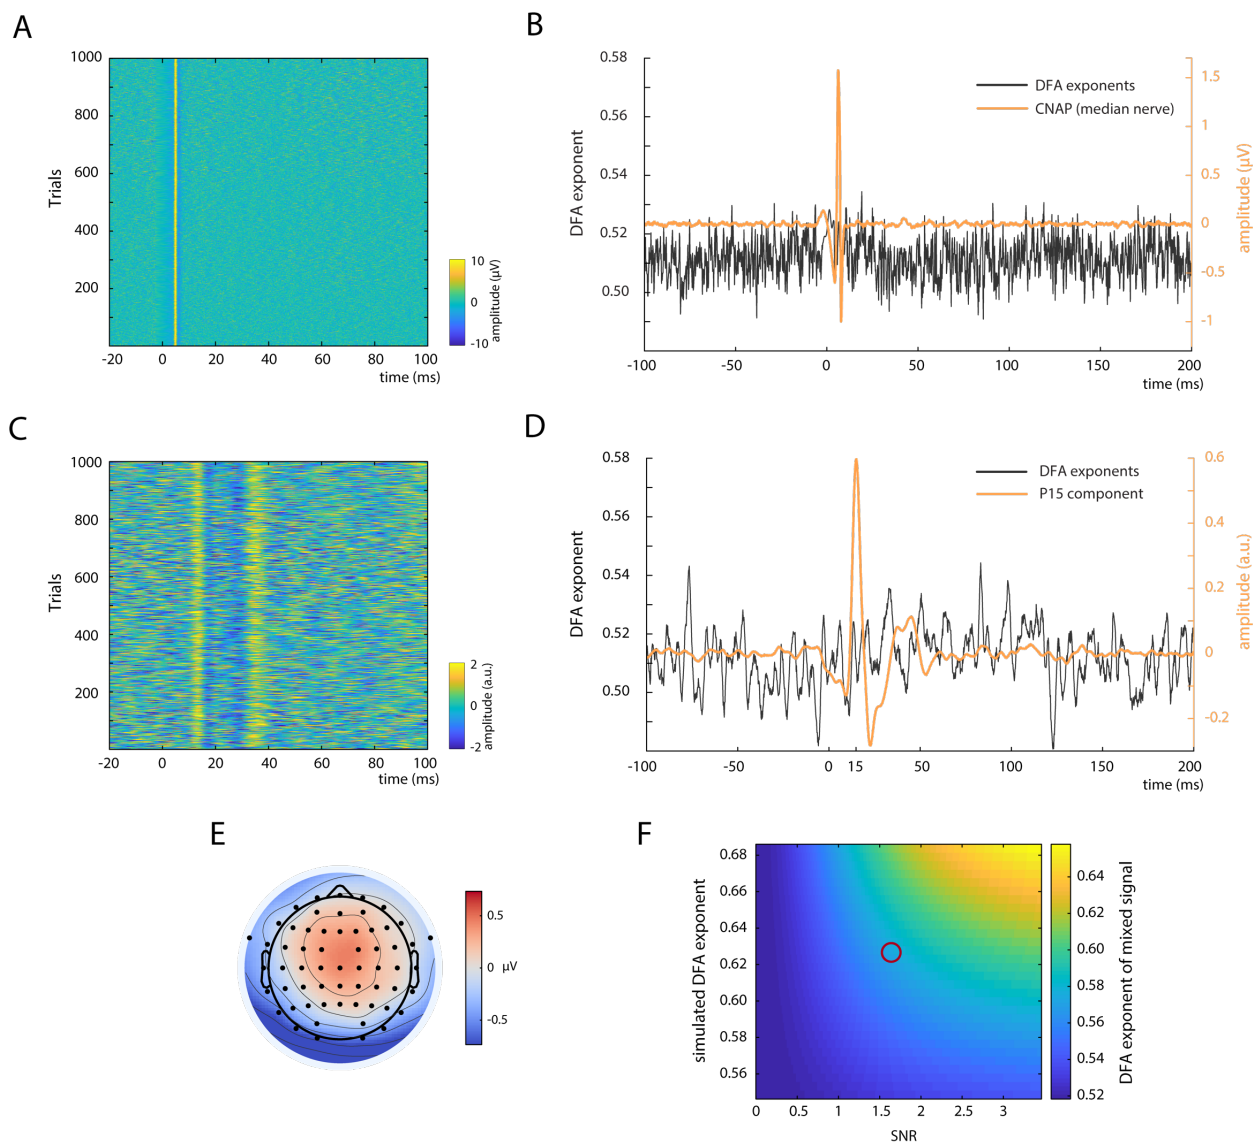 A
1000
800
600
400
200
Trials
-20 0 20 40 60 80 100
time (ms)
10
0
-10
amplitude (µV)
B
0.58
0.56
0.54
0.52
0.50
DFA exponent
DFA exponents
CNAP (median nerve)
1.5
1
0.5
0
-0.5
-1
amplitude (µV)
-100 -50 0 50 100 150 200
time (ms)
C
1000
800
600
400
200
Trials
-20 0 20 40 60 80 100
time (ms)
2
0
-2
amplitude (a.u.)
D
0.58
0.56
0.54
0.52
0.50
DFA exponent
DFA exponents
P15 component
0.6
0.4
0.2
0
-0.2
amplitude (a.u.)
-100 -50 0 15 50 100 150 200
time (ms)
E
0.5
0 µV
-0.5
F
0.68
0.66
0.64
0.62
0.60
0.58
0.56
simulated DFA exponent
0 0.5 1 1.5 2 2.5 3
SNR
0.64
0.62
0.60
0.58
0.56
0.54
0.52
DFA exponent of mixed signal